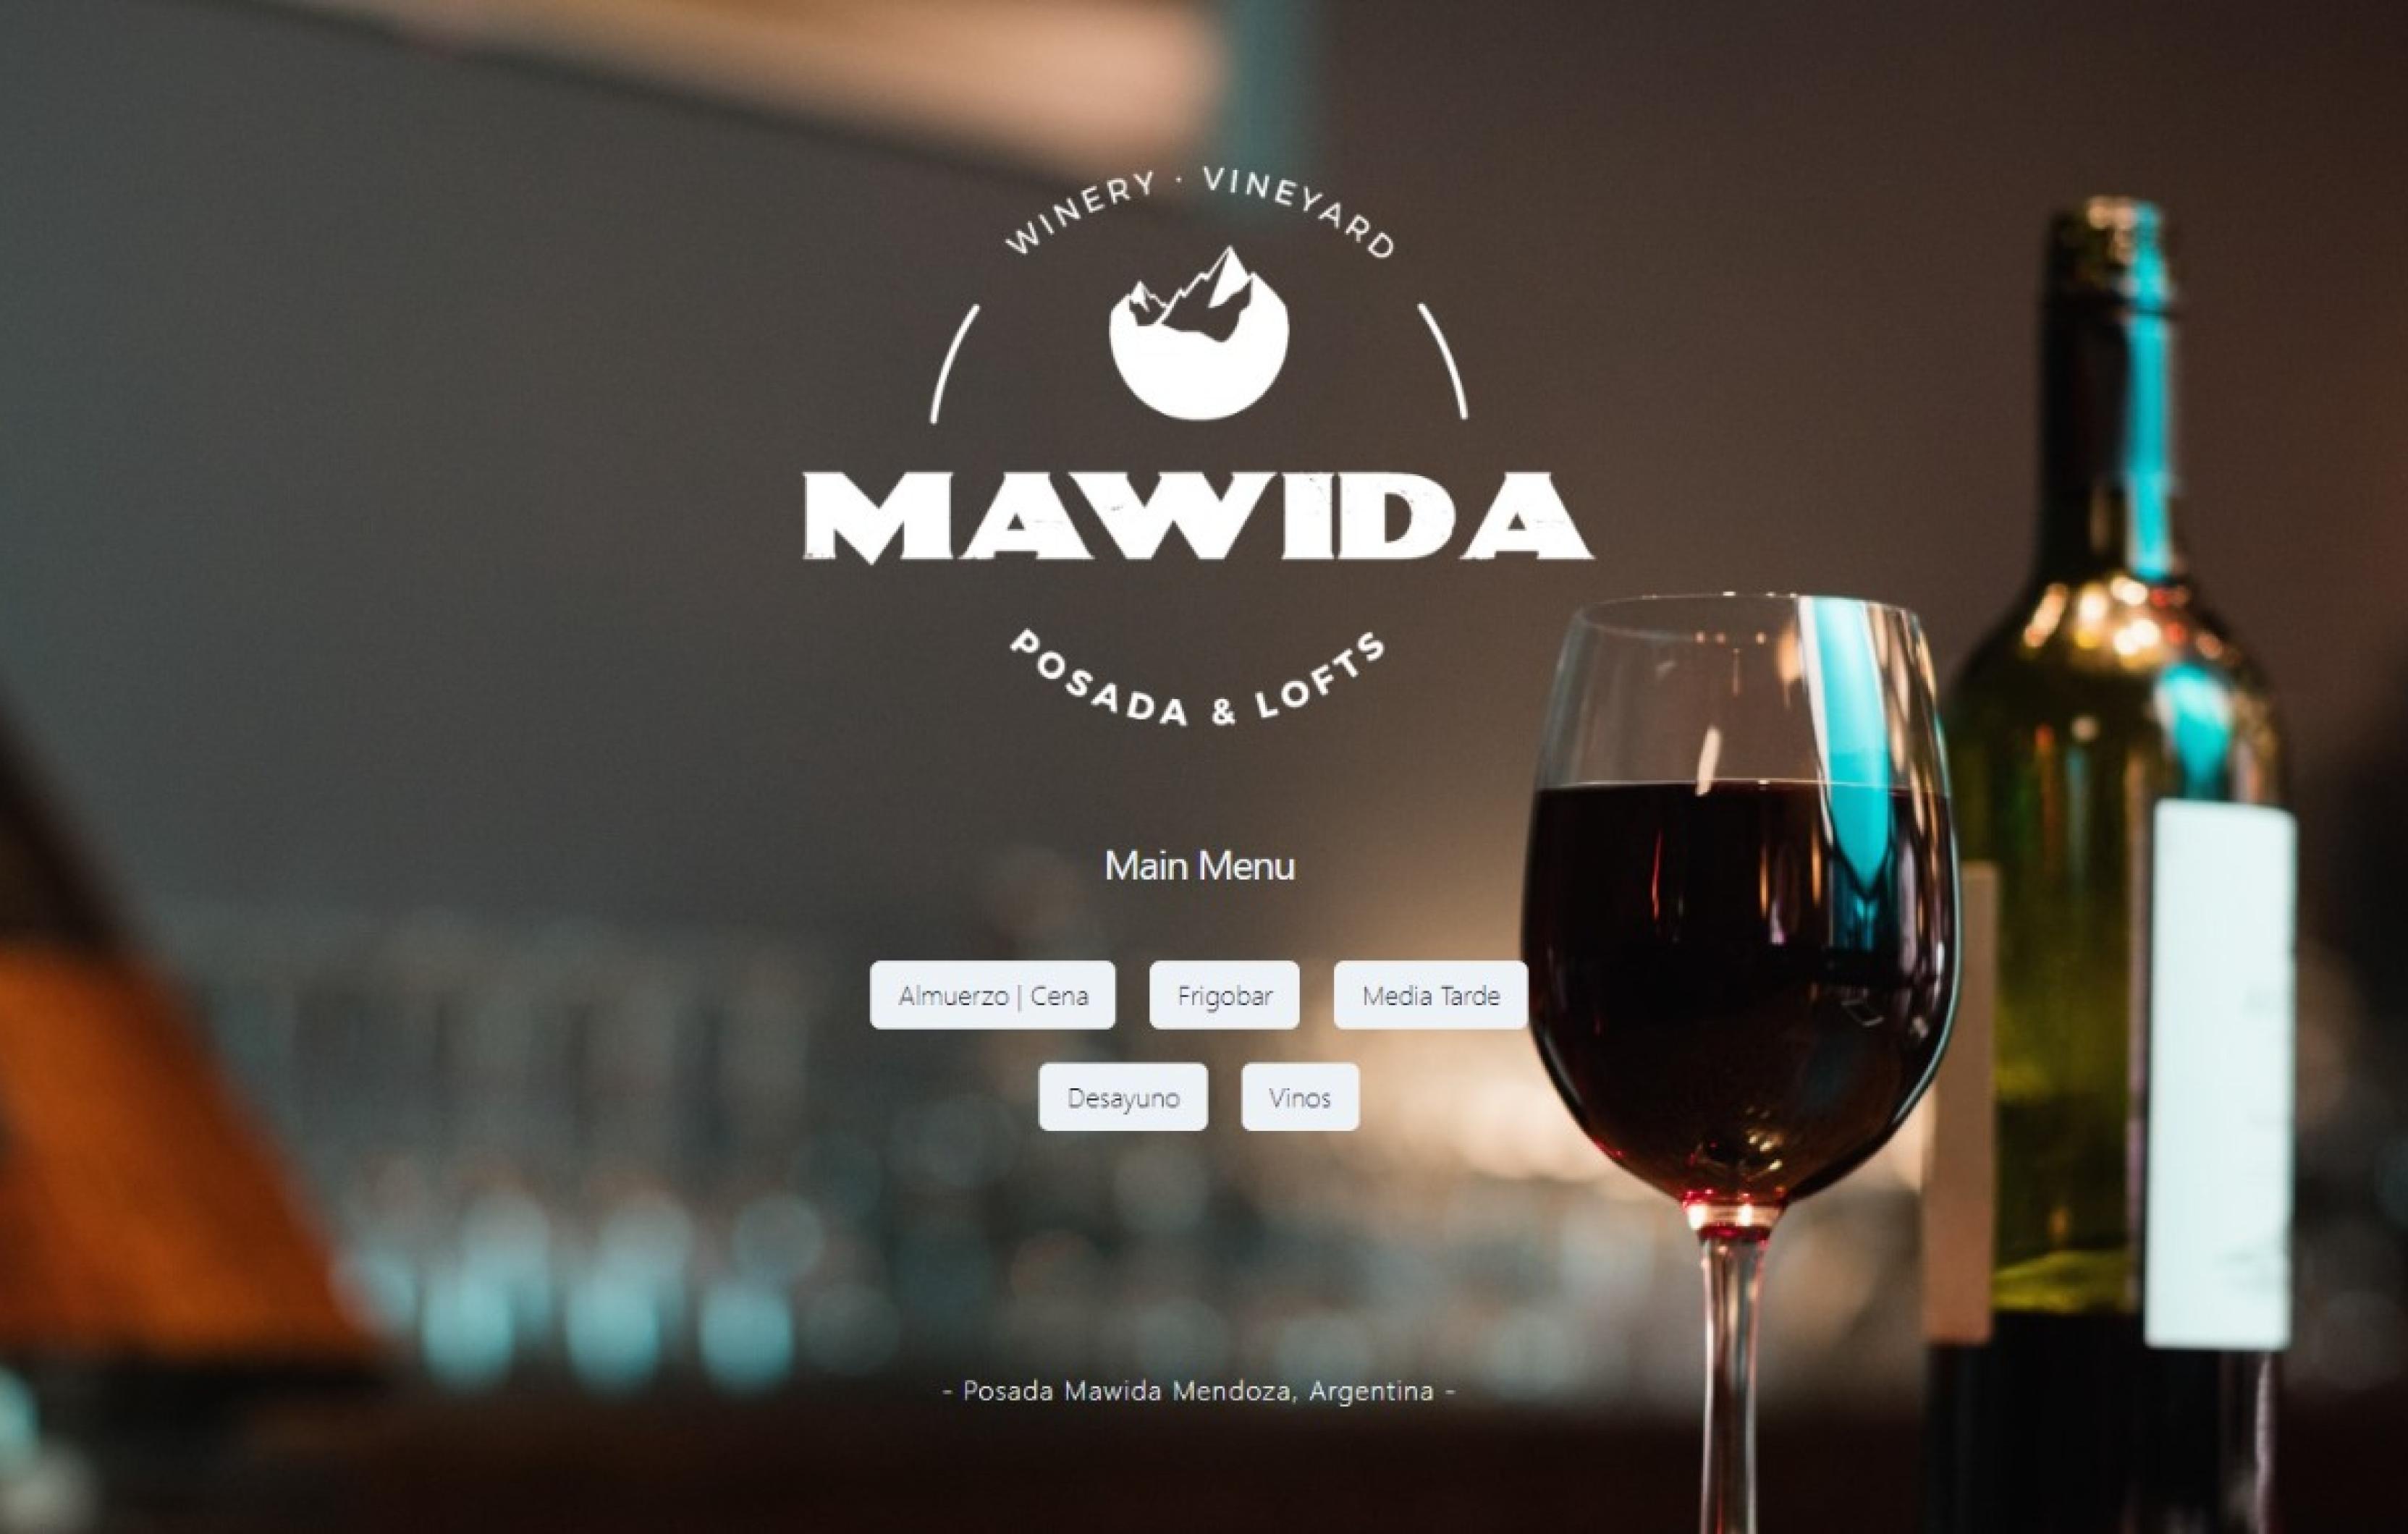 WINERY · VINEYARD
MAWIDA
POSADA & LOFTS
Main Menu
Almuerzo | Cena
Frigobar
Media Tarde
Desayuno
Vinos
- Posada Mawida Mendoza, Argentina -